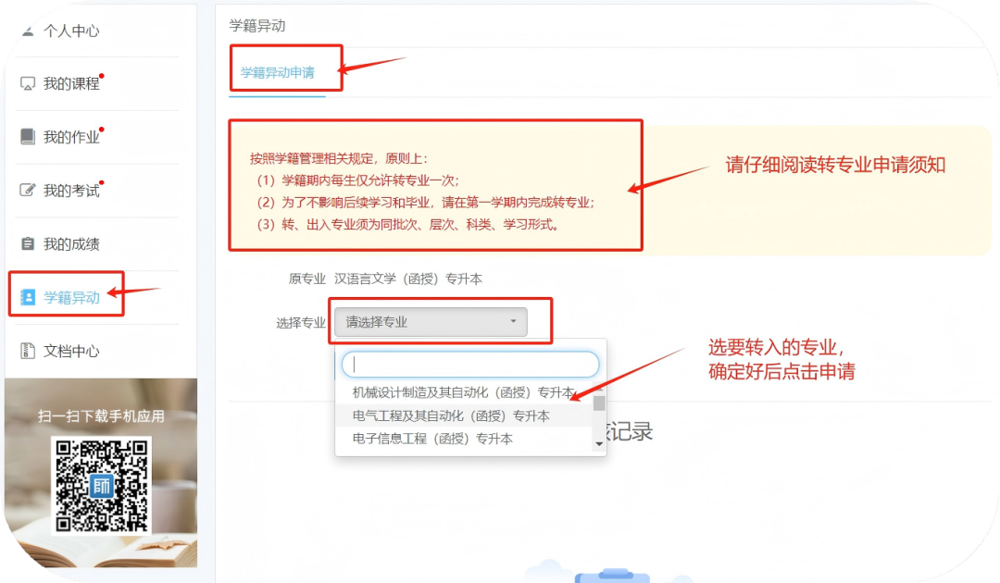 个人中心
我的课程
我的作业
我的考试
我的成绩
学籍异动
文档中心
扫一扫下载手机应用
師
学籍异动
学籍异动申请
按照学籍管理相关规定，原则上：
（1）学籍期内每生仅允许转专业一次；
（2）为了不影响后续学习和毕业，请在第一学期内完成转专业；
（3）转、出入专业须为同批次、层次、科类、学习形式。
请仔细阅读转专业申请须知
原专业 汉语言文学（函授）专升本
选择专业 请选择专业
机械设计制造及其自动化（函授）专升本
电气工程及其自动化（函授）专升本
电子信息工程（函授）专升本
选要转入的专业，
确定好后点击申请
记录